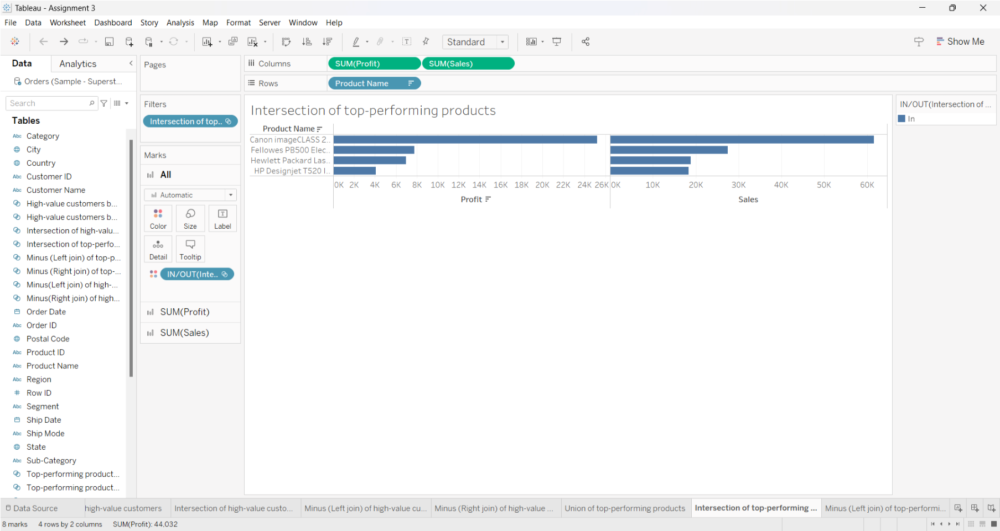 Tableau - Assignment 3
File Data Worksheet Dashboard Story Analysis Map Format Server Window Help
Standard
Show Me
Data Analytics
Orders (Sample - Superst...
Search
Tables
Abc Category
City
Country
Abc Customer ID
Abc Customer Name
High-value customers b...
High-value customers b...
Intersection of high-valu...
Intersection of top-perfo...
Minus (Left join) of top-p...
Minus (Right join) of top-...
Minus(Left join) of high-...
Minus(Right join) of high...
Order Date
Abc Order ID
Postal Code
Abc Product ID
Abc Product Name
Abc Region
# Row ID
Abc Segment
Ship Date
Abc Ship Mode
State
Abc Sub-Category
Top-performing product...
Top-performing product...
Pages
Filters
Intersection of top..
Marks
All
Automatic
Color Size Label
Detail Tooltip
IN/OUT(Inte..
SUM(Profit)
SUM(Sales)
Columns SUM(Profit) SUM(Sales)
Rows Product Name
Intersection of top-performing products
Product Name
Canon imageCLASS 2..
Fellowes PB500 Elec..
Hewlett Packard Las..
HP Designjet T520 I..
0K 2K 4K 6K 8K 10K 12K 14K 16K 18K 20K 22K 24K 26K 0K 10K 20K 30K 40K 50K 60K
Profit Sales
IN/OUT(Intersection of ...
In
Data Source high-value customers Intersection of high-value custo... Minus (Left join) of high-value cu... Minus (Right join) of high-value ... Union of top-performing products Intersection of top-performing ... Minus (Left join) of top-performi...
8 marks 4 rows by 2 columns SUM(Profit): 44,032